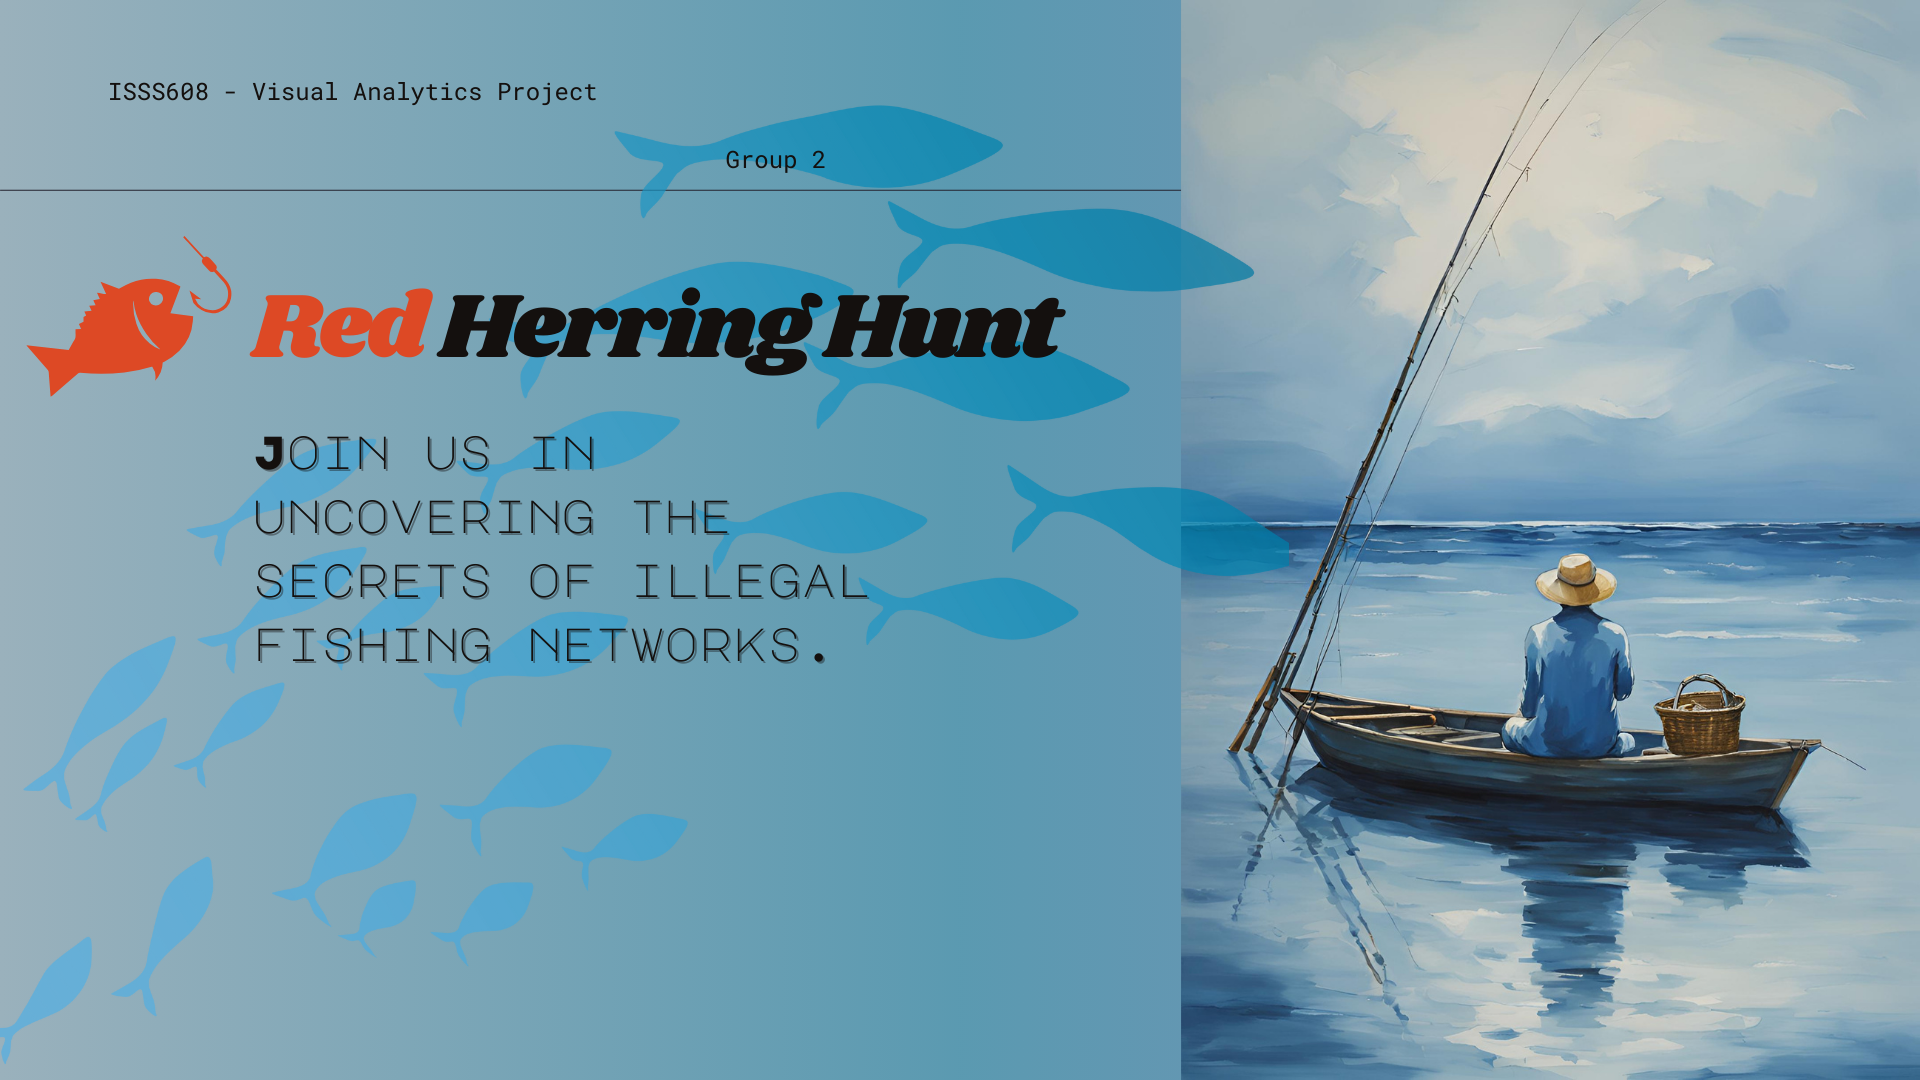 ISSS608 - Visual Analytics Project
Group 2
Red Herring Hunt
JOIN US IN
UNCOVERING THE
SECRETS OF ILLEGAL
FISHING NETWORKS.